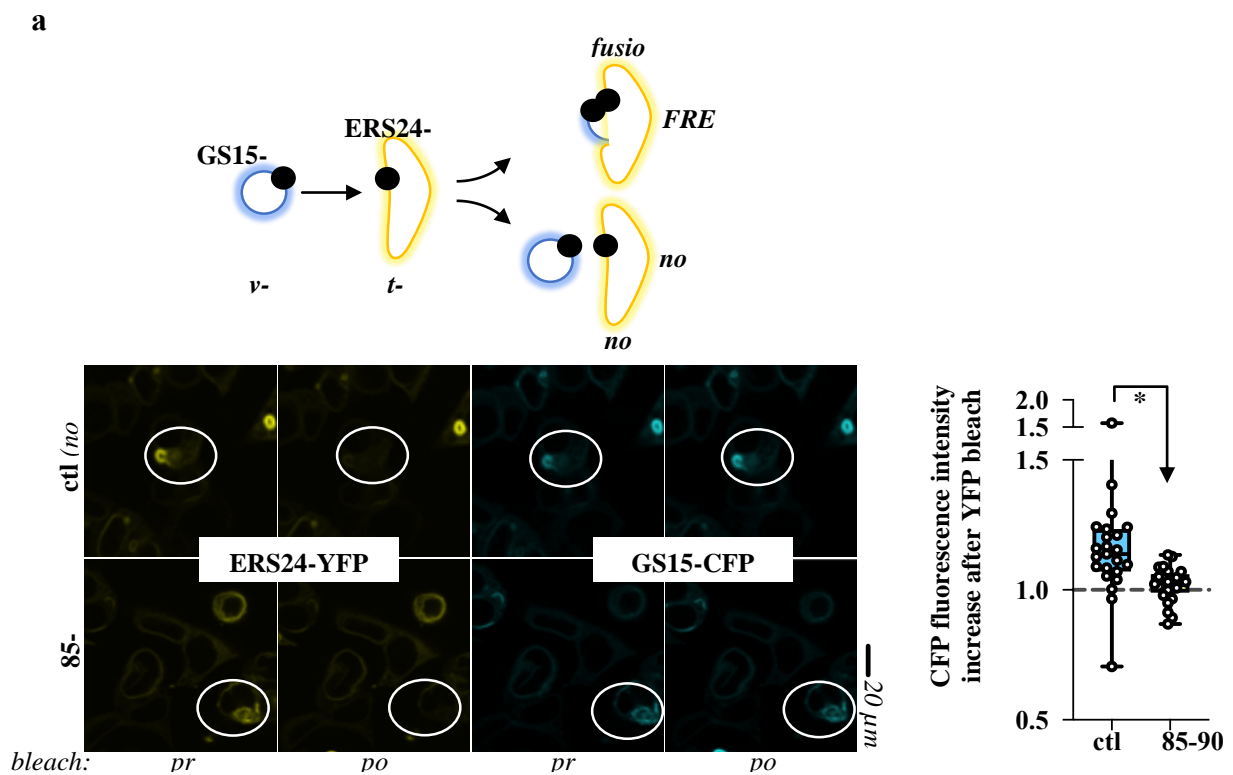 a
fusio
FRE
ERS24-
GS15-
no
v-
t-
no
ctl (no
ERS24-YFP
GS15-CFP
85-
20 µm
bleach:
pr
po
pr
po
CFP fluorescence intensity
increase after YFP bleach
2.0
1.5
1.5
1.0
0.5
*
ctl
85-90